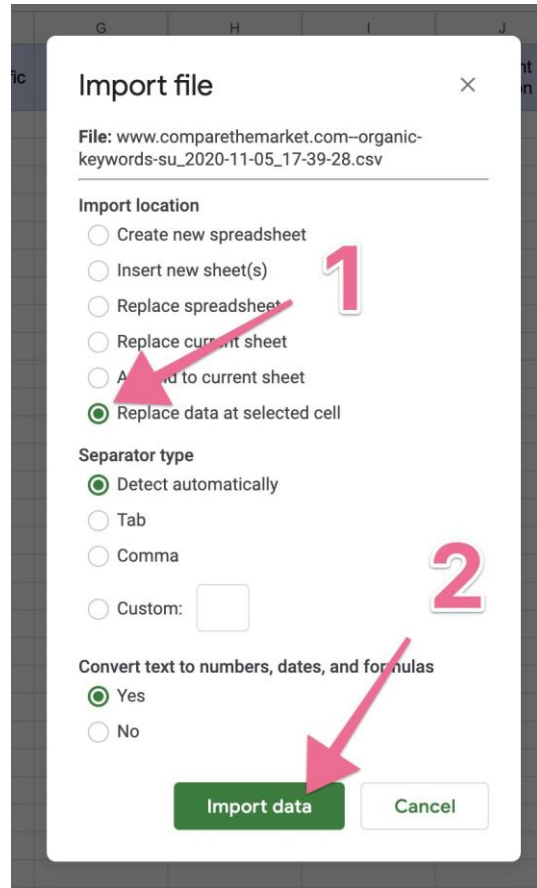 G H I J
fic
nt
on
Import file
File: www.comparethemarket.com--organic-
keywords-su_2020-11-05_17-39-28.csv
Import location
Create new spreadsheet
Insert new sheet(s)
1
Replace spreadsheet
Replace current sheet
to current sheet
Replace data at selected cell
Separator type
Detect automatically
Tab
Comma
2
Custom:
Convert text to numbers, dates, and formulas
Yes
No
Import data Cancel